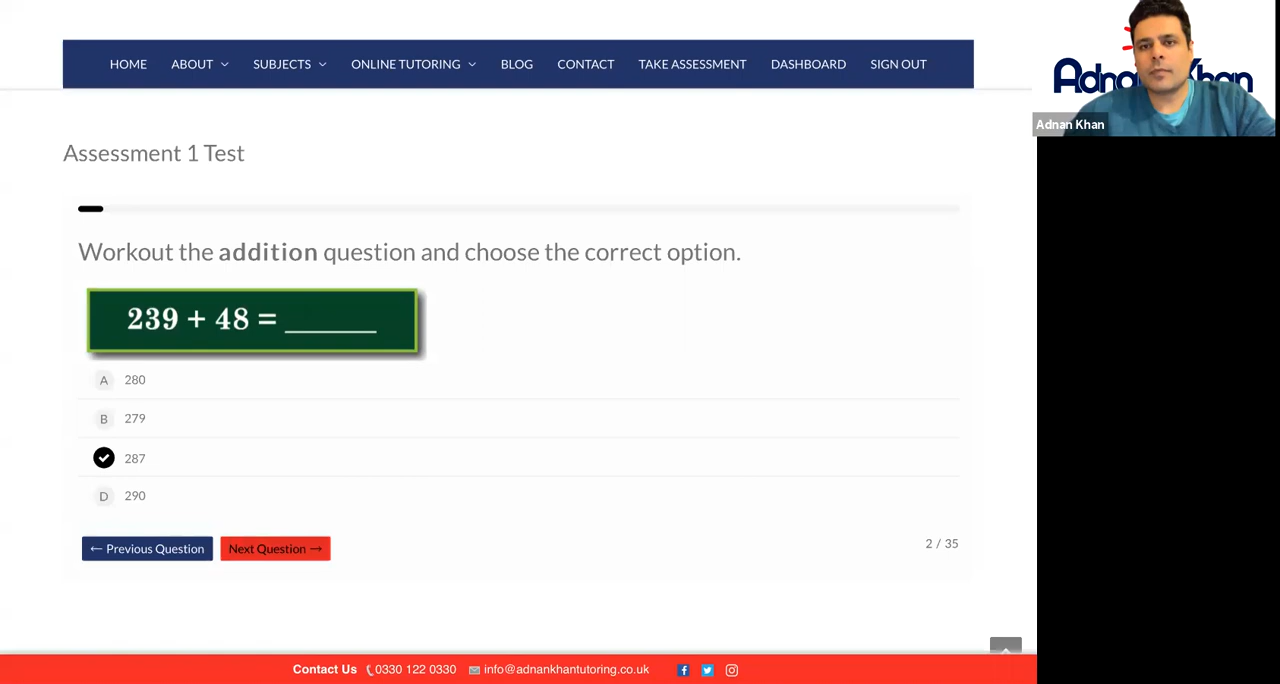 HOME ABOUT SUBJECTS ONLINE TUTORING BLOG CONTACT TAKE ASSESSMENT DASHBOARD SIGN OUT
Adnan Khan
Adnan Khan
Assessment 1 Test
Workout the addition question and choose the correct option.
239 + 48 = ______
A 280
B 279
287
D 290
← Previous Question Next Question →
2 / 35
Contact Us 0330 122 0330 info@adnankhantutoring.co.uk